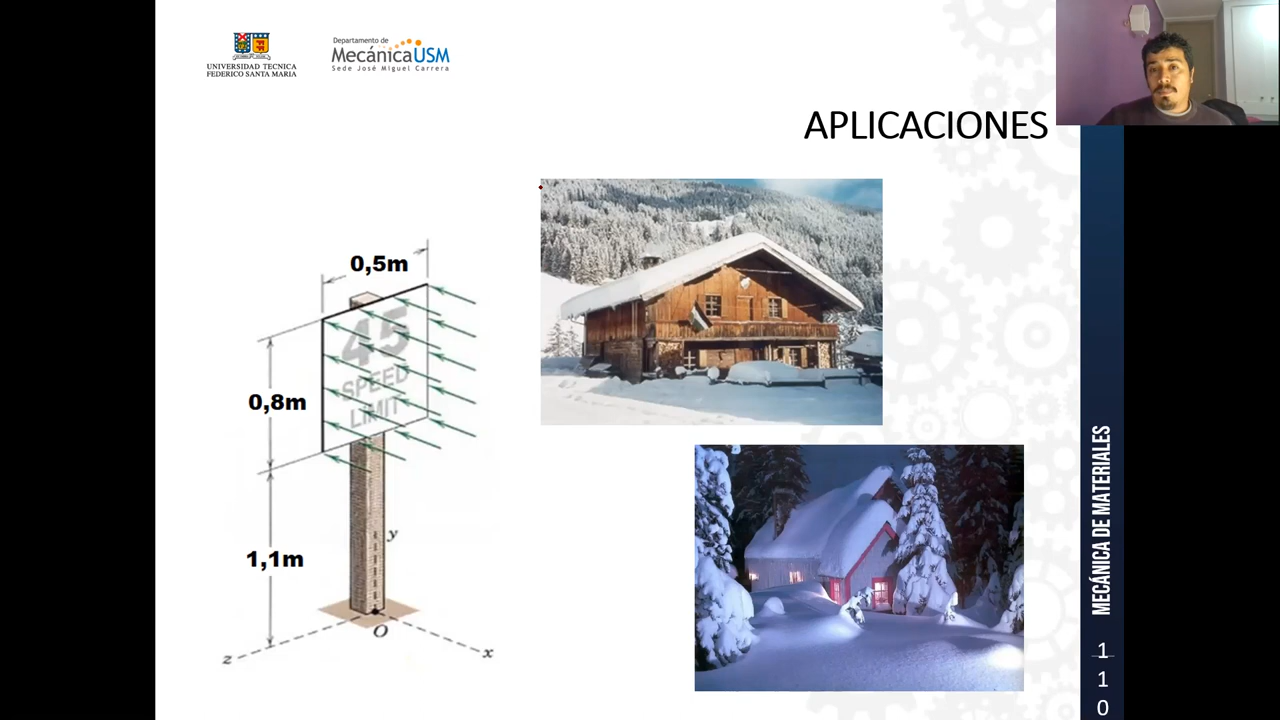 UNIVERSIDAD TECNICA
FEDERICO SANTA MARIA
Departamento de
MecánicaUSM
Sede José Miguel Carrera
APLICACIONES
0,5m
45
SPEED
LIMIT
0,8m
1,1m
y
O
z
x
MECÁNICA DE MATERIALES
1
1
0